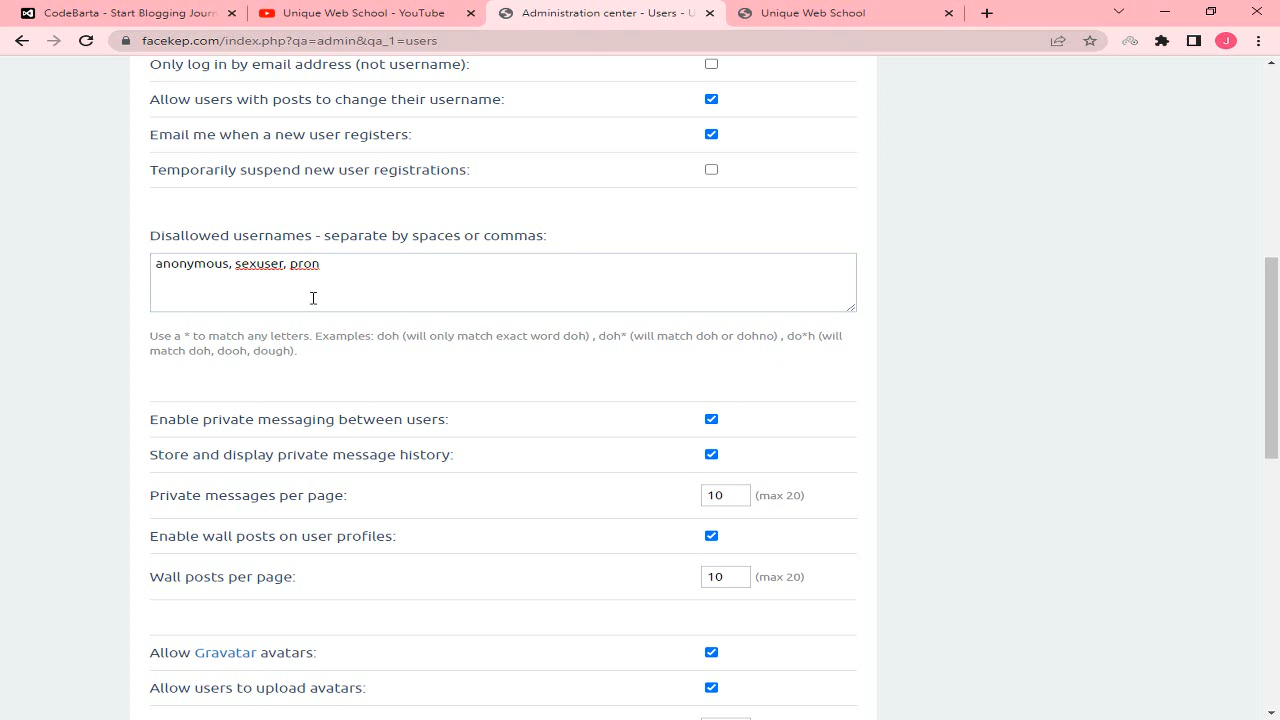 CodeBarta - Start Blogging Journ
Unique Web School - YouTube
Administration center - Users - U
Unique Web School
facekep.com/index.php?qa=admin&qa_1=users
J
Only log in by email address (not username):
Allow users with posts to change their username:
Email me when a new user registers:
Temporarily suspend new user registrations:
Disallowed usernames - separate by spaces or commas:
anonymous, sexuser, pron
Use a * to match any letters. Examples: doh (will only match exact word doh) , doh* (will match doh or dohno) , do*h (will
match doh, dooh, dough).
Enable private messaging between users:
Store and display private message history:
Private messages per page: 10 (max 20)
Enable wall posts on user profiles:
Wall posts per page: 10 (max 20)
Allow Gravatar avatars:
Allow users to upload avatars: